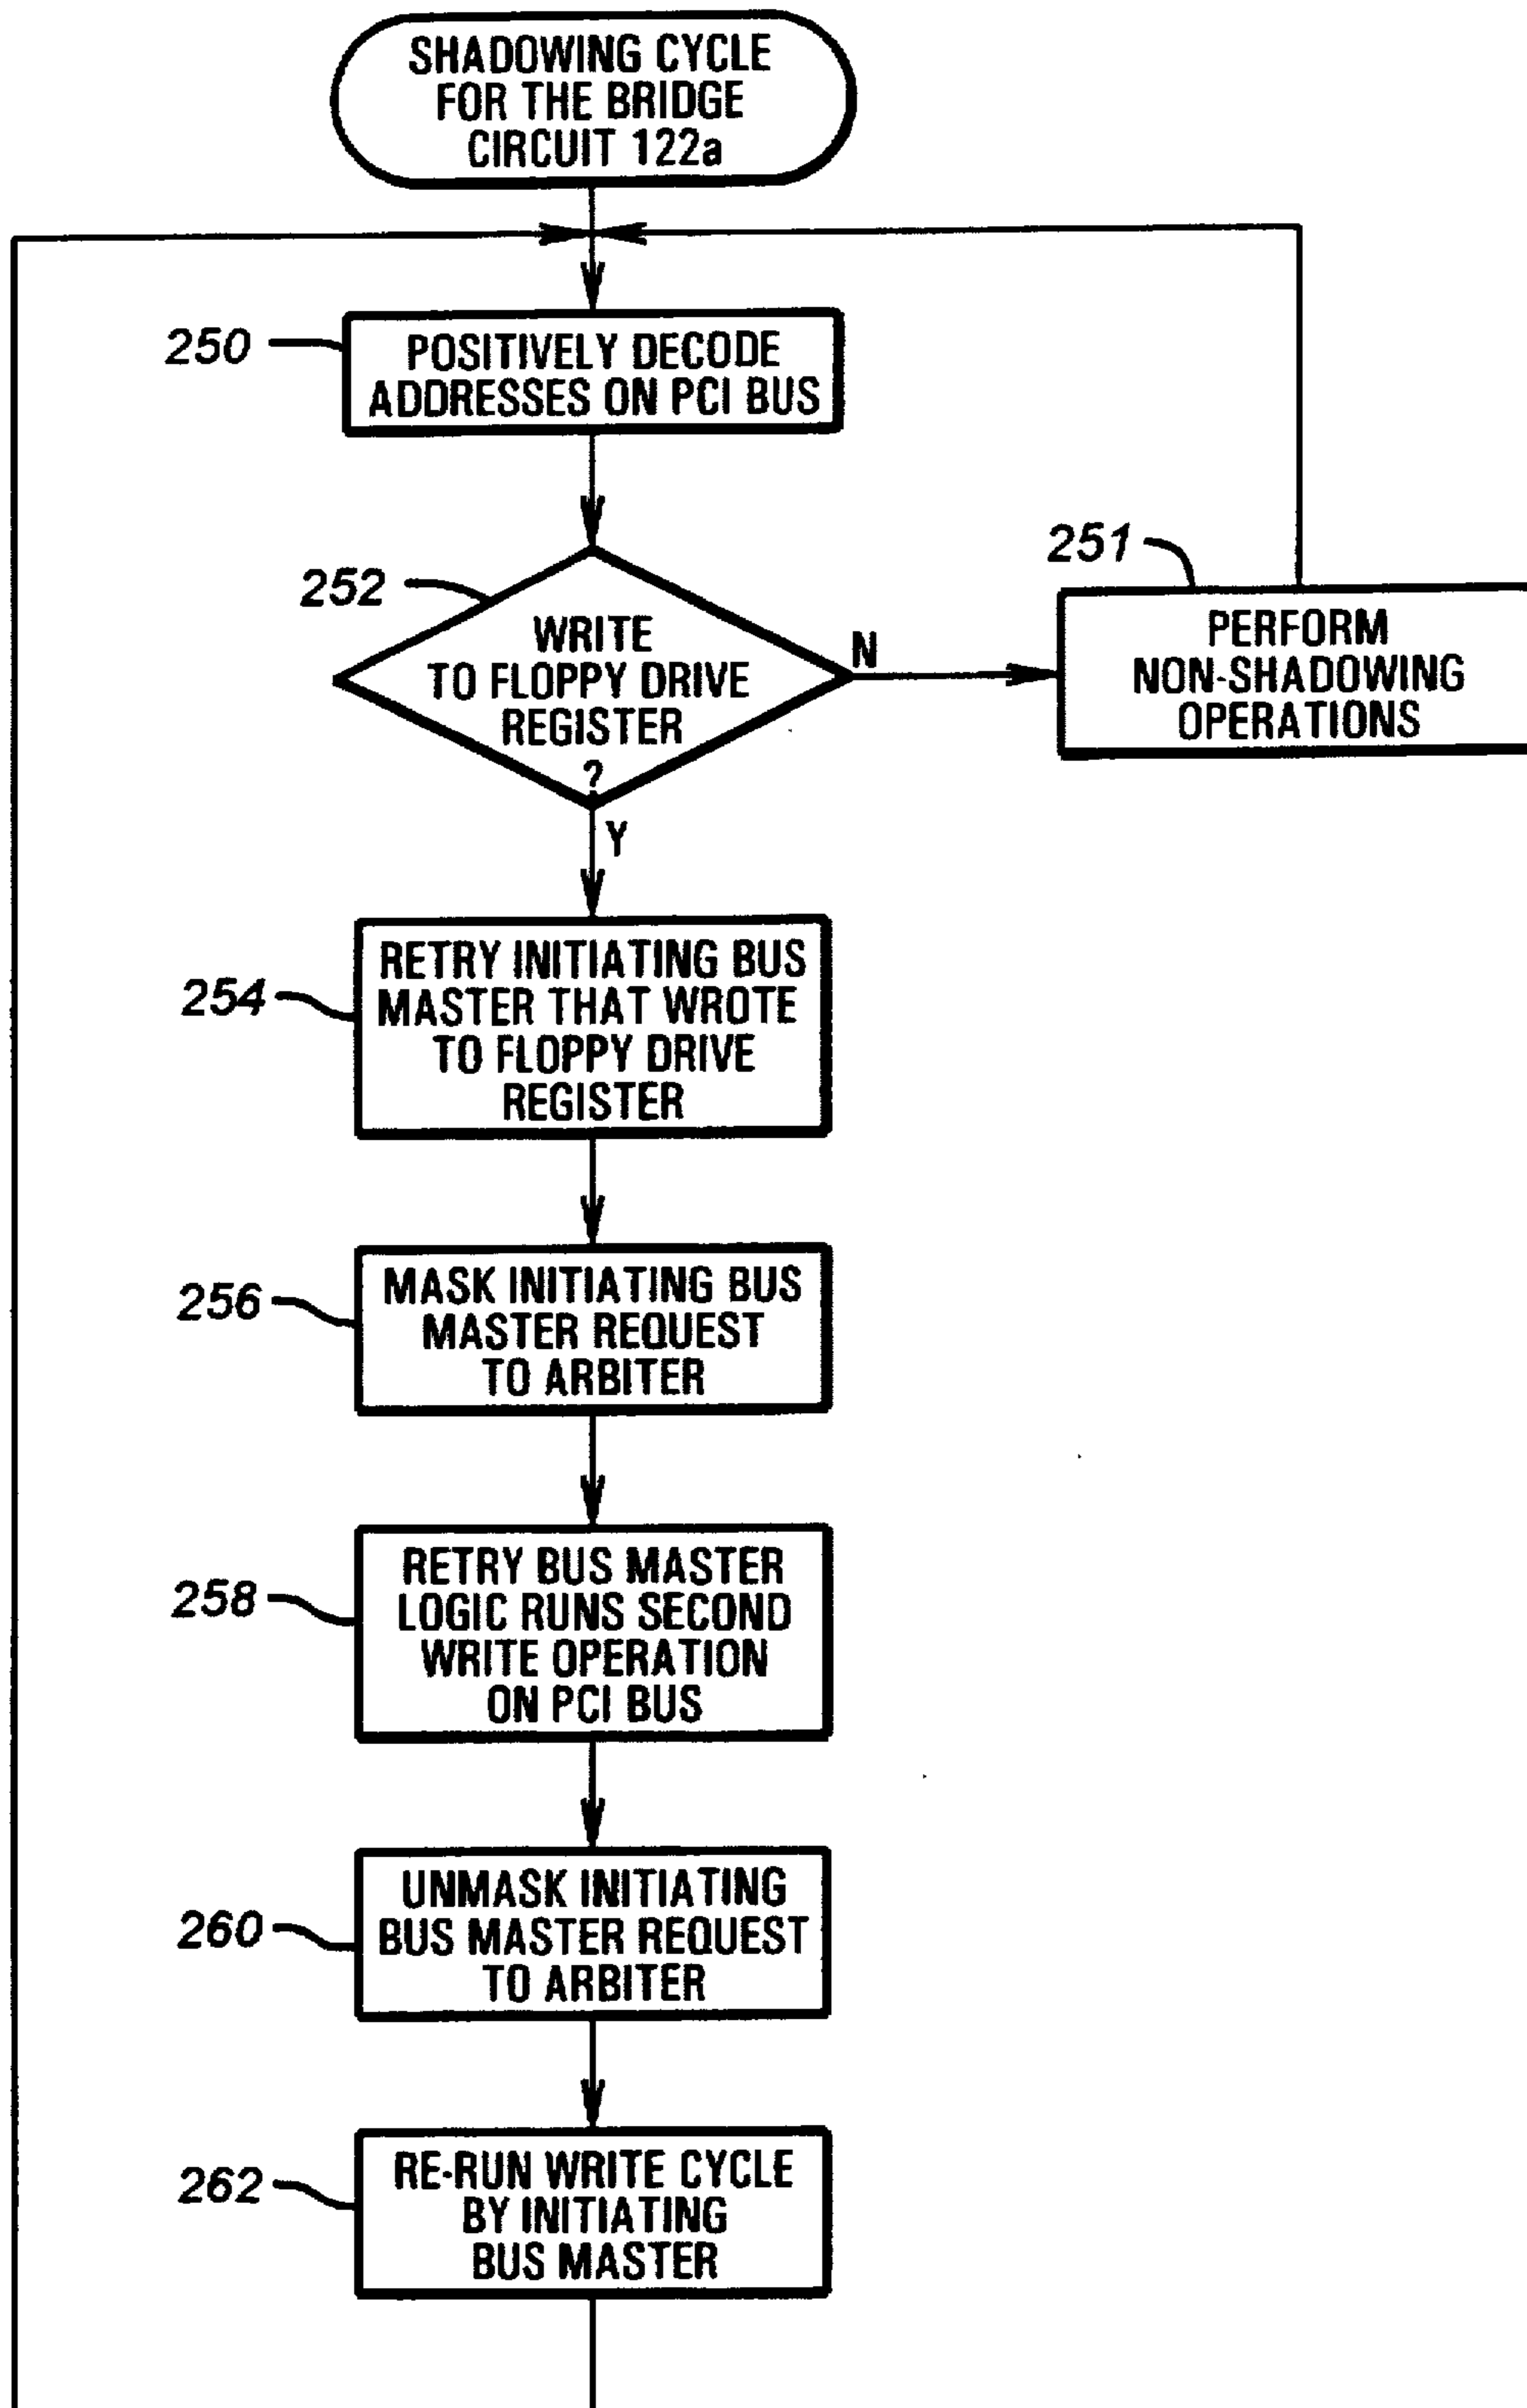 SHADOWING CYCLE
FOR THE BRIDGE
CIRCUIT 122a
250
POSITIVELY DECODE
ADDRESSES ON PCI BUS
252
WRITE
TO FLOPPY DRIVE
REGISTER
?
N
Y
251
PERFORM
NON-SHADOWING
OPERATIONS
254
RETRY INITIATING BUS
MASTER THAT WROTE
TO FLOPPY DRIVE
REGISTER
256
MASK INITIATING BUS
MASTER REQUEST
TO ARBITER
258
RETRY BUS MASTER
LOGIC RUNS SECOND
WRITE OPERATION
ON PCI BUS
260
UNMASK INITIATING
BUS MASTER REQUEST
TO ARBITER
262
RE-RUN WRITE CYCLE
BY INITIATING
BUS MASTER